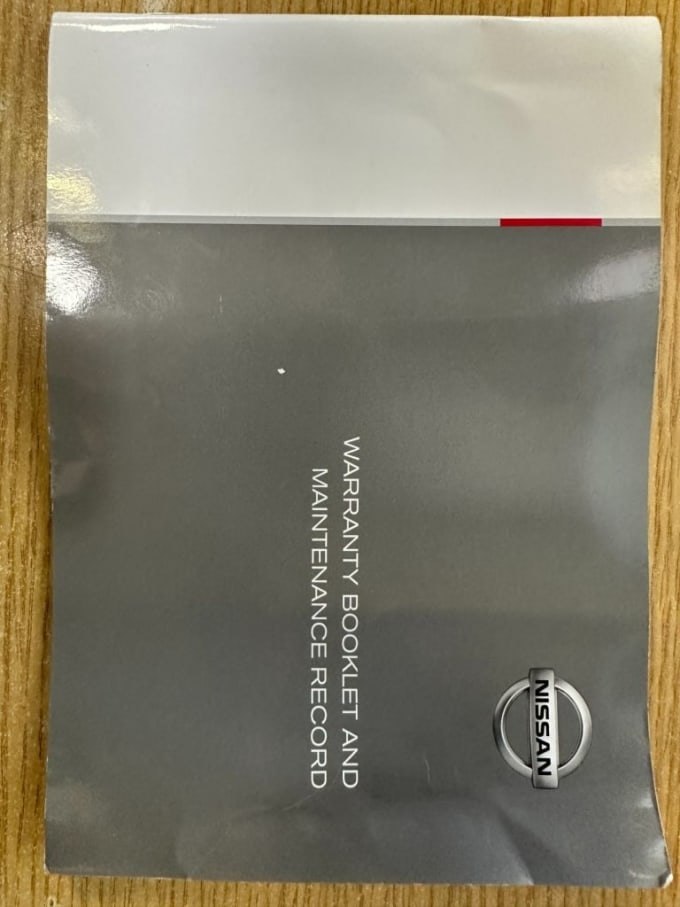 NISSAN
WARRANTY BOOKLET AND
MAINTENANCE RECORD